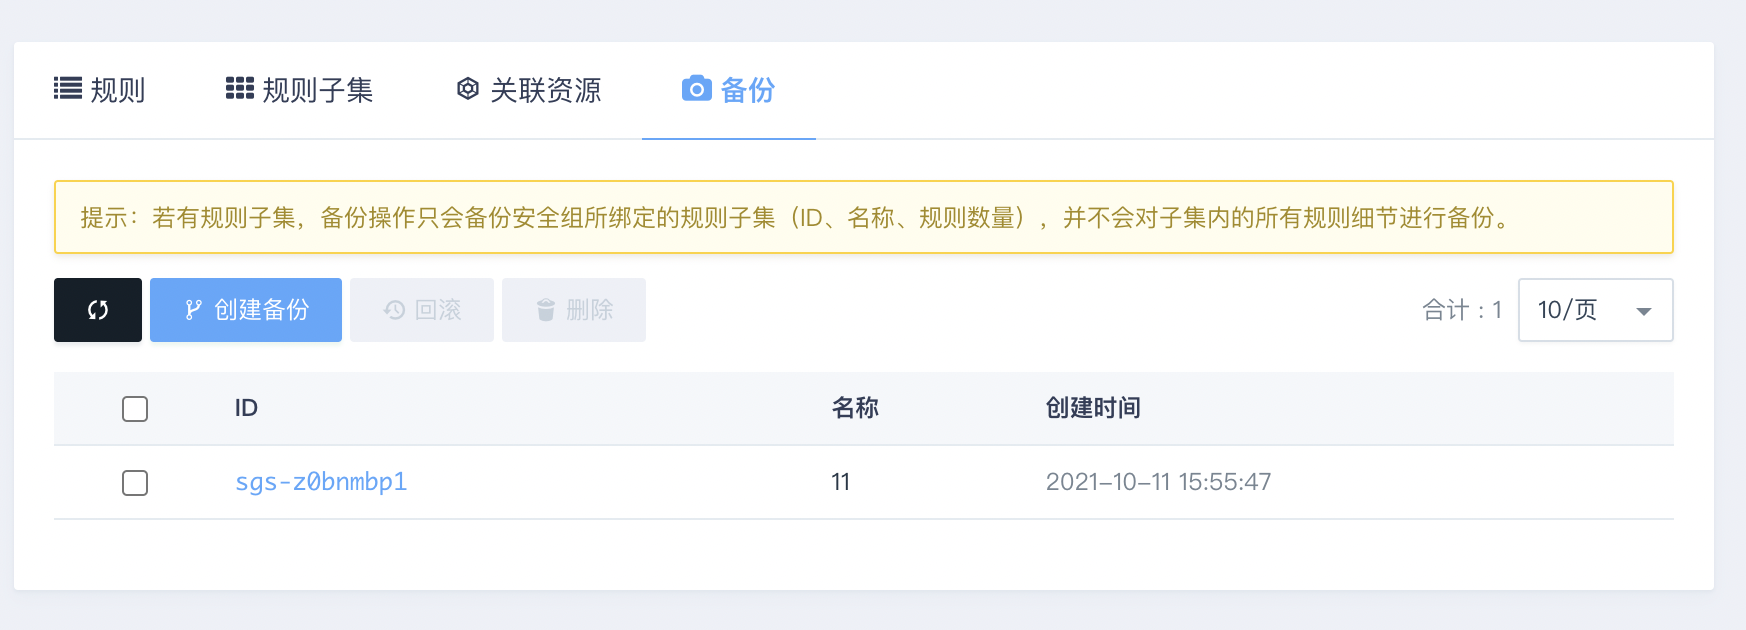 规则 规则子集 关联资源 备份
提示：若有规则子集，备份操作只会备份安全组所绑定的规则子集（ID、名称、规则数量），并不会对子集内的所有规则细节进行备份。
创建备份 回滚 删除 合计 : 1 10/页
ID 名称 创建时间
sgs-z0bnmbp1 11 2021-10-11 15:55:47